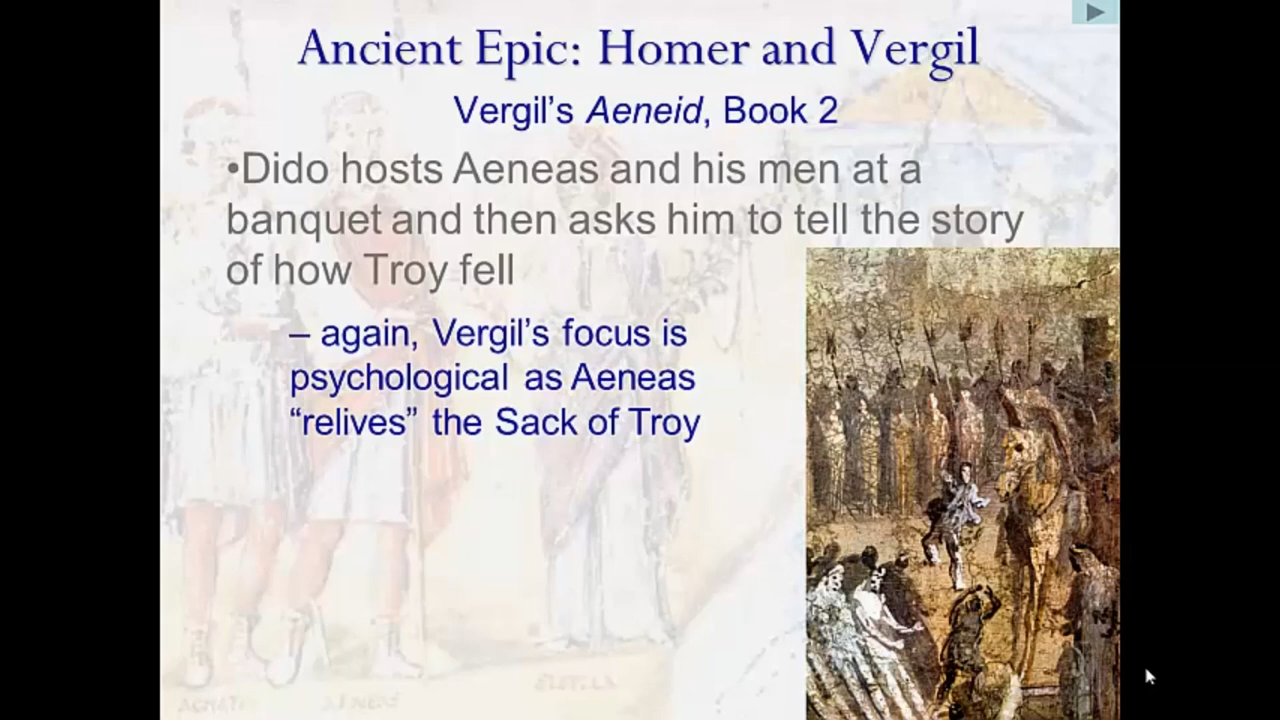 Ancient Epic: Homer and Vergil
Vergil’s Aeneid, Book 2
•Dido hosts Aeneas and his men at a
banquet and then asks him to tell the story
of how Troy fell
– again, Vergil’s focus is
psychological as Aeneas
“relives” the Sack of Troy